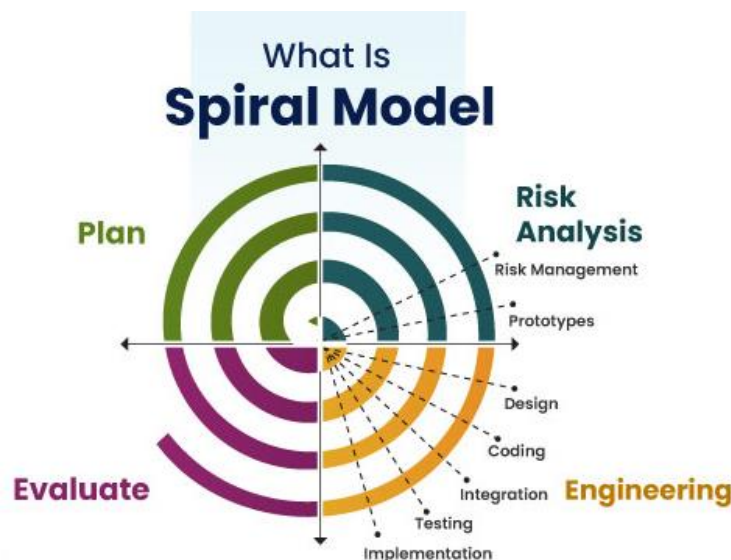 What Is
Spiral Model
Plan
Risk
Analysis
Risk Management
Prototypes
Design
Coding
Integration
Testing
Implementation
Evaluate
Engineering